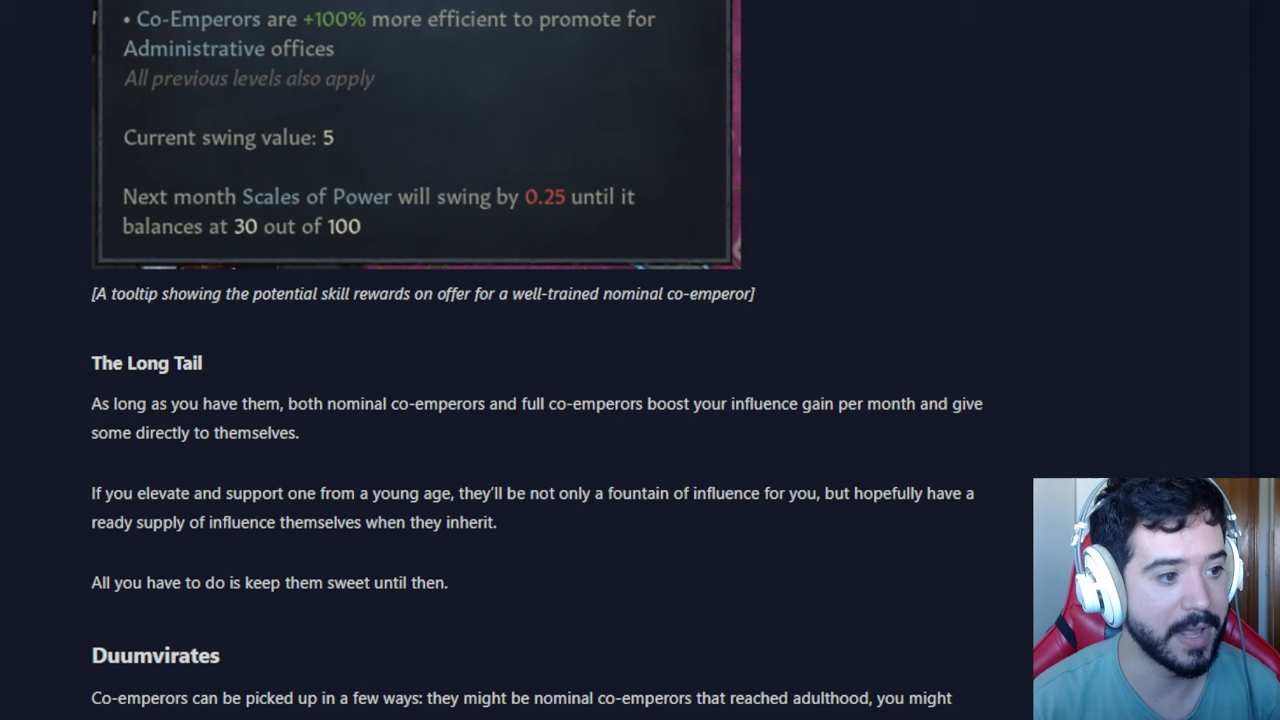 • Co-Emperors are +100% more efficient to promote for
Administrative offices
All previous levels also apply
Current swing value: 5
Next month Scales of Power will swing by 0.25 until it
balances at 30 out of 100
[A tooltip showing the potential skill rewards on offer for a well-trained nominal co-emperor]
The Long Tail
As long as you have them, both nominal co-emperors and full co-emperors boost your influence gain per month and give
some directly to themselves.
If you elevate and support one from a young age, they’ll be not only a fountain of influence for you, but hopefully have a
ready supply of influence themselves when they inherit.
All you have to do is keep them sweet until then.
Duumvirates
Co-emperors can be picked up in a few ways: they might be nominal co-emperors that reached adulthood, you might